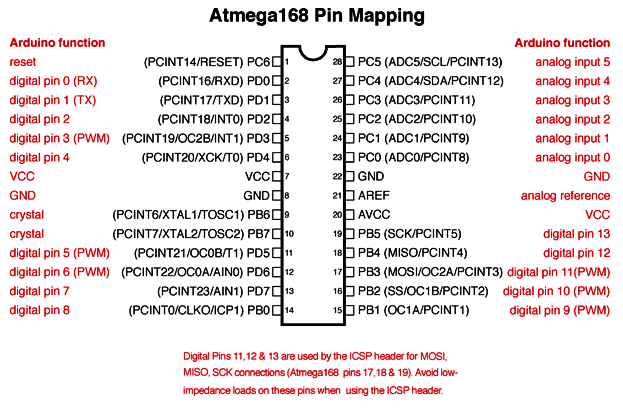 Atmega168 Pin Mapping
Arduino function Arduino function
reset (PCINT14/RESET) PC6 1 28 PC5 (ADC5/SCL/PCINT13) analog input 5
digital pin 0 (RX) (PCINT16/RXD) PD0 2 27 PC4 (ADC4/SDA/PCINT12) analog input 4
digital pin 1 (TX) (PCINT17/TXD) PD1 3 26 PC3 (ADC3/PCINT11) analog input 3
digital pin 2 (PCINT18/INT0) PD2 4 25 PC2 (ADC2/PCINT10) analog input 2
digital pin 3 (PWM) (PCINT19/OC2B/INT1) PD3 5 24 PC1 (ADC1/PCINT9) analog input 1
digital pin 4 (PCINT20/XCK/T0) PD4 6 23 PC0 (ADC0/PCINT8) analog input 0
VCC VCC 7 22 GND GND
GND GND 8 21 AREF analog reference
crystal (PCINT6/XTAL1/TOSC1) PB6 9 20 AVCC VCC
crystal (PCINT7/XTAL2/TOSC2) PB7 10 19 PB5 (SCK/PCINT5) digital pin 13
digital pin 5 (PWM) (PCINT21/OC0B/T1) PD5 11 18 PB4 (MISO/PCINT4) digital pin 12
digital pin 6 (PWM) (PCINT22/OC0A/AIN0) PD6 12 17 PB3 (MOSI/OC2A/PCINT3) digital pin 11(PWM)
digital pin 7 (PCINT23/AIN1) PD7 13 16 PB2 (SS/OC1B/PCINT2) digital pin 10 (PWM)
digital pin 8 (PCINT0/CLKO/ICP1) PB0 14 15 PB1 (OC1A/PCINT1) digital pin 9 (PWM)
Digital Pins 11,12 & 13 are used by the ICSP header for MOSI,
MISO, SCK connections (Atmega168 pins 17,18 & 19). Avoid low-
impedance loads on these pins when using the ICSP header.